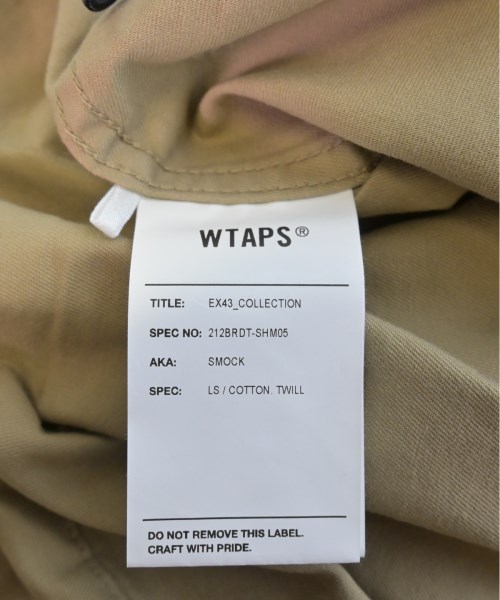 WTAPS®
TITLE: EX43_COLLECTION
SPEC NO: 212BRDT-SHM05
AKA: SMOCK
SPEC: LS / COTTON. TWILL
DO NOT REMOVE THIS LABEL.
CRAFT WITH PRIDE.